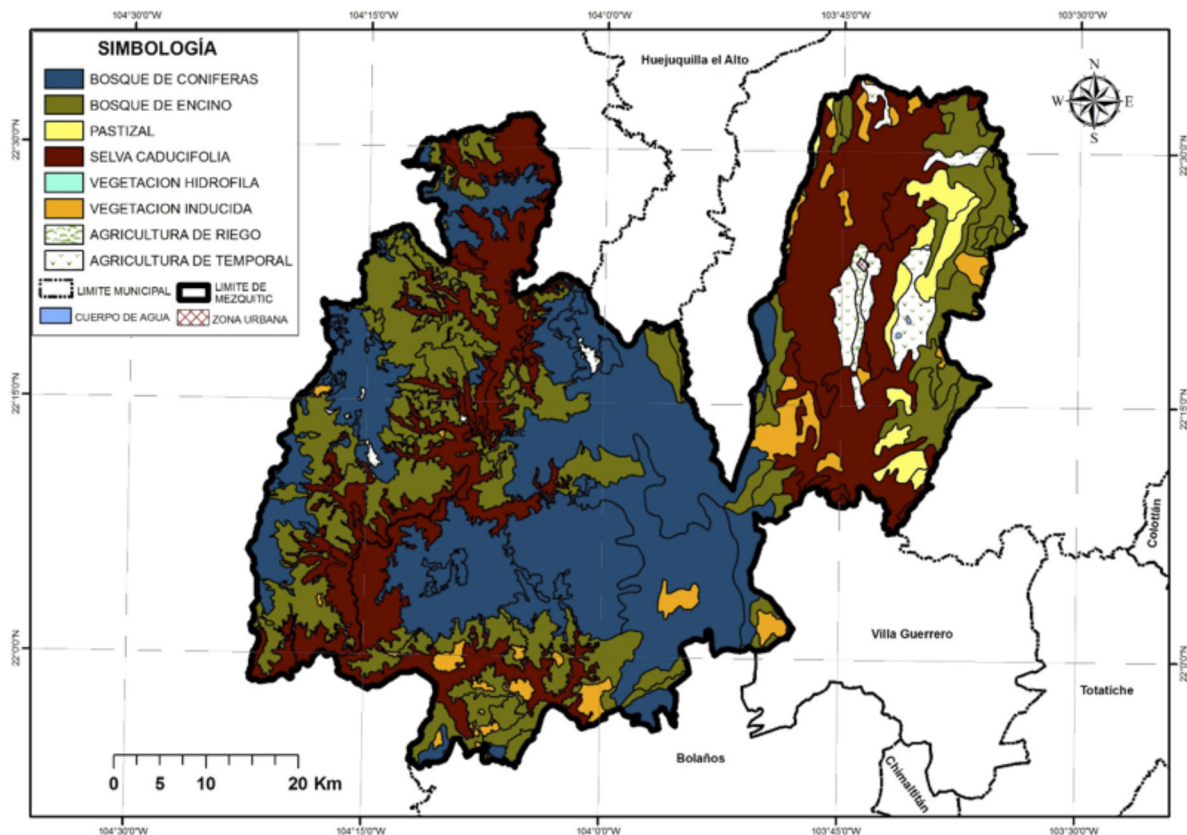 104°30'0"W 104°15'0"W 104°0'0"W 103°45'0"W 103°30'0"W
SIMBOLOGÍA
BOSQUE DE CONIFERAS
BOSQUE DE ENCINO
PASTIZAL
SELVA CADUCIFOLIA
VEGETACION HIDROFILA
VEGETACION INDUCIDA
AGRICULTURA DE RIEGO
AGRICULTURA DE TEMPORAL
LIMITE MUNICIPAL
LIMITE DE
MEZQUITIC
CUERPO DE AGUA
ZONA URBANA
Huejuquilla el Alto
N
W E
S
22°30'0"N
22°30'0"N
22°15'0"N
22°15'0"N
Colotlán
22°0'0"N
22°0'0"N
Villa Guerrero
Totatiche
Bolaños
Chimaltitán
0 5 10 20 Km
104°30'0"W 104°15'0"W 104°0'0"W 103°45'0"W 103°30'0"W